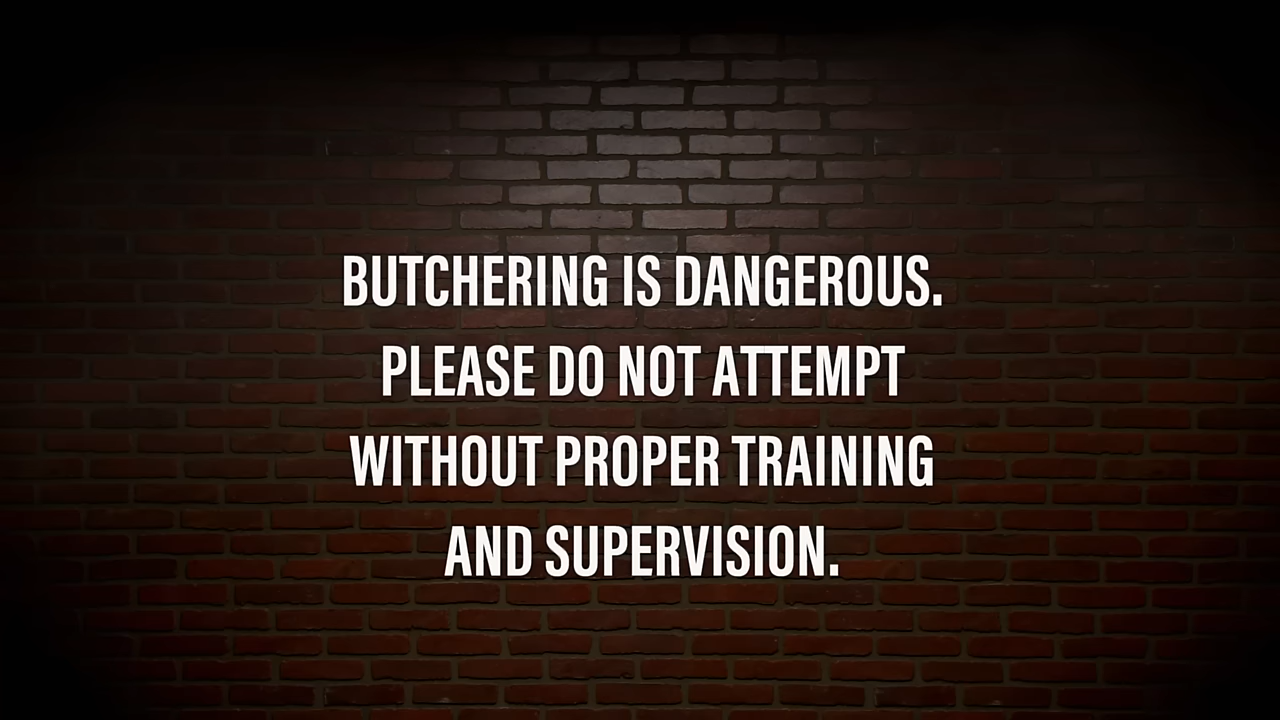 BUTCHERING IS DANGEROUS.
PLEASE DO NOT ATTEMPT
WITHOUT PROPER TRAINING
AND SUPERVISION.